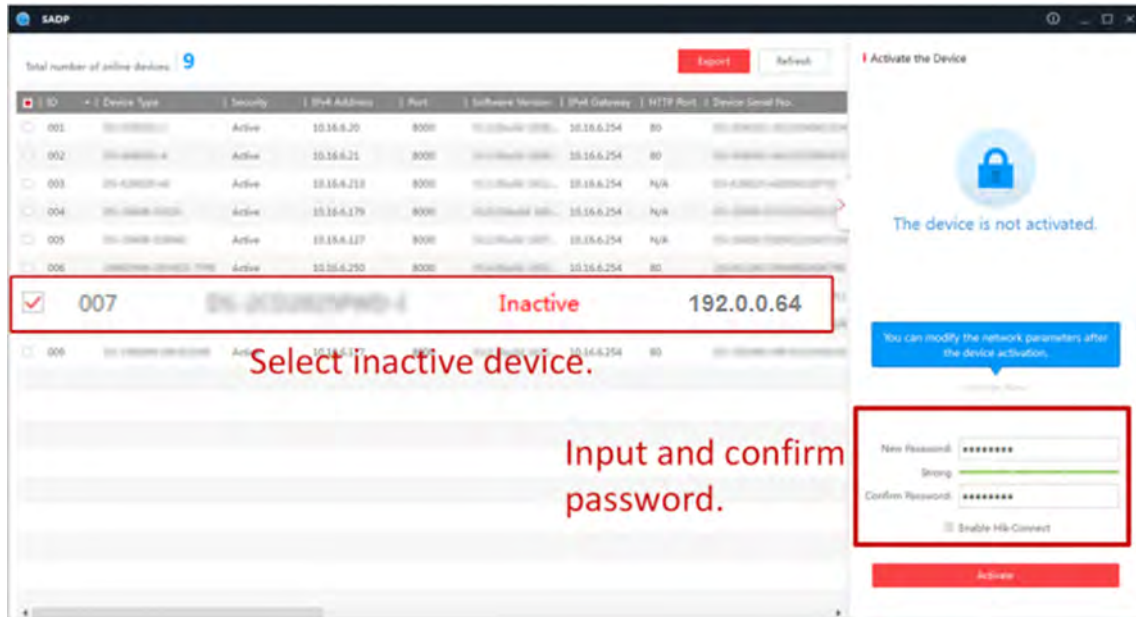 SADP
Total number of online devices: 9
Export
Refresh
ID Device Type Security IPv4 Address Port Software Version IPv4 Gateway HTTP Port Device Serial No.
001 Active 10.16.6.20 8000 10.16.6.254 80
002 Active 10.16.6.21 8000 10.16.6.254 80
003 Active 10.16.6.213 8000 10.16.6.254 N/A
004 Active 10.16.6.179 8000 10.16.6.254 N/A
005 Active 10.16.6.127 8000 10.16.6.254 N/A
006 Active 10.16.6.250 8000 10.16.6.254 80
007 Inactive 192.0.0.64
009 10.16.6.254 80
Select inactive device.
Input and confirm
password.
Activate the Device
The device is not activated.
You can modify the network parameters after
the device activation.
New Password:
Strong
Confirm Password:
Enable Hik-Connect
Activate